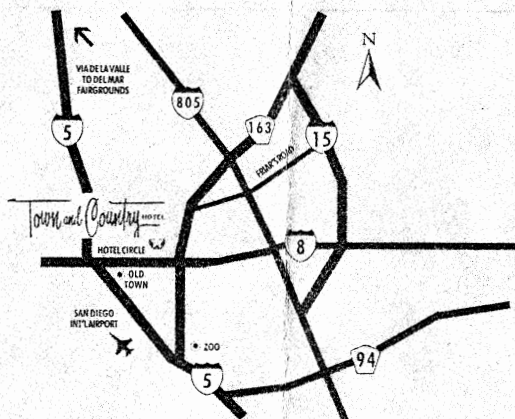 N
VIA DE LA VALLE
TO DEL MAR
FAIRGROUNDS
805
5
163
15
FRIAR'S ROAD
Town and Country HOTEL
HOTEL CIRCLE
8
OLD
TOWN
SAN DIEGO
INT'L AIRPORT
ZOO
94
5